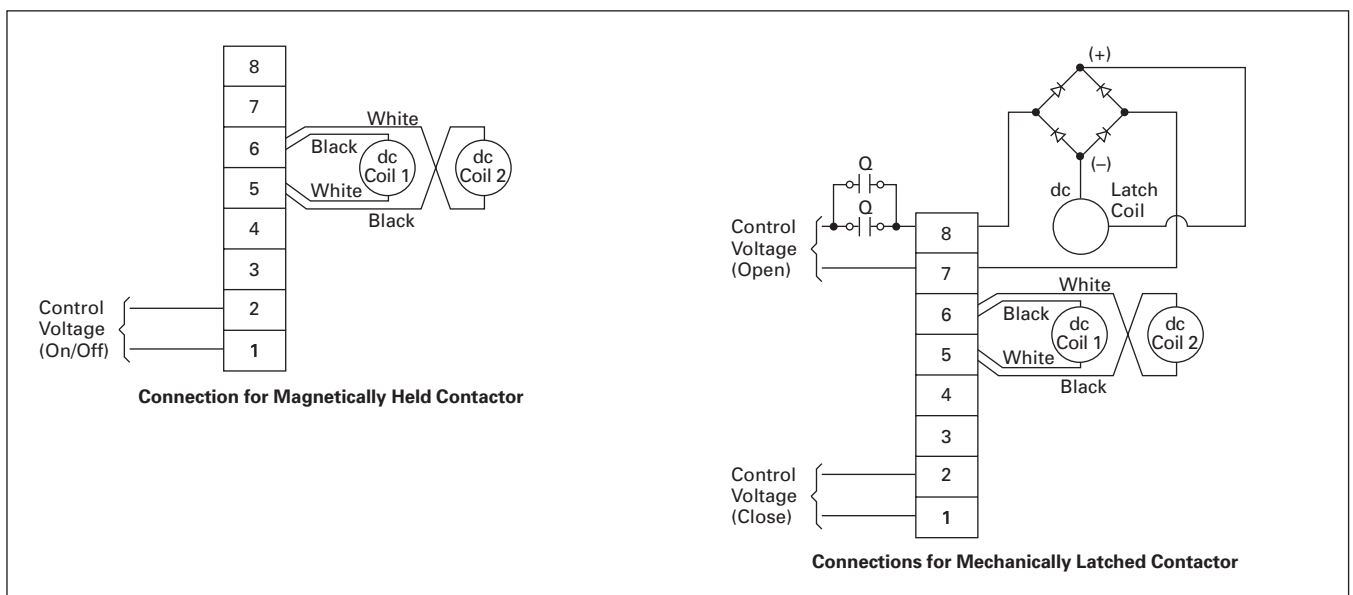 8
7
6
5
4
3
2
1
White
Black
dc
Coil 1
dc
Coil 2
White
Black
Control
Voltage
(On/Off)
Connection for Magnetically Held Contactor
(+)
(–)
dc
Latch
Coil
Q
Q
Control
Voltage
(Open)
8
7
6
5
4
3
2
1
White
Black
dc
Coil 1
dc
Coil 2
White
Black
Control
Voltage
(Close)
Connections for Mechanically Latched Contactor